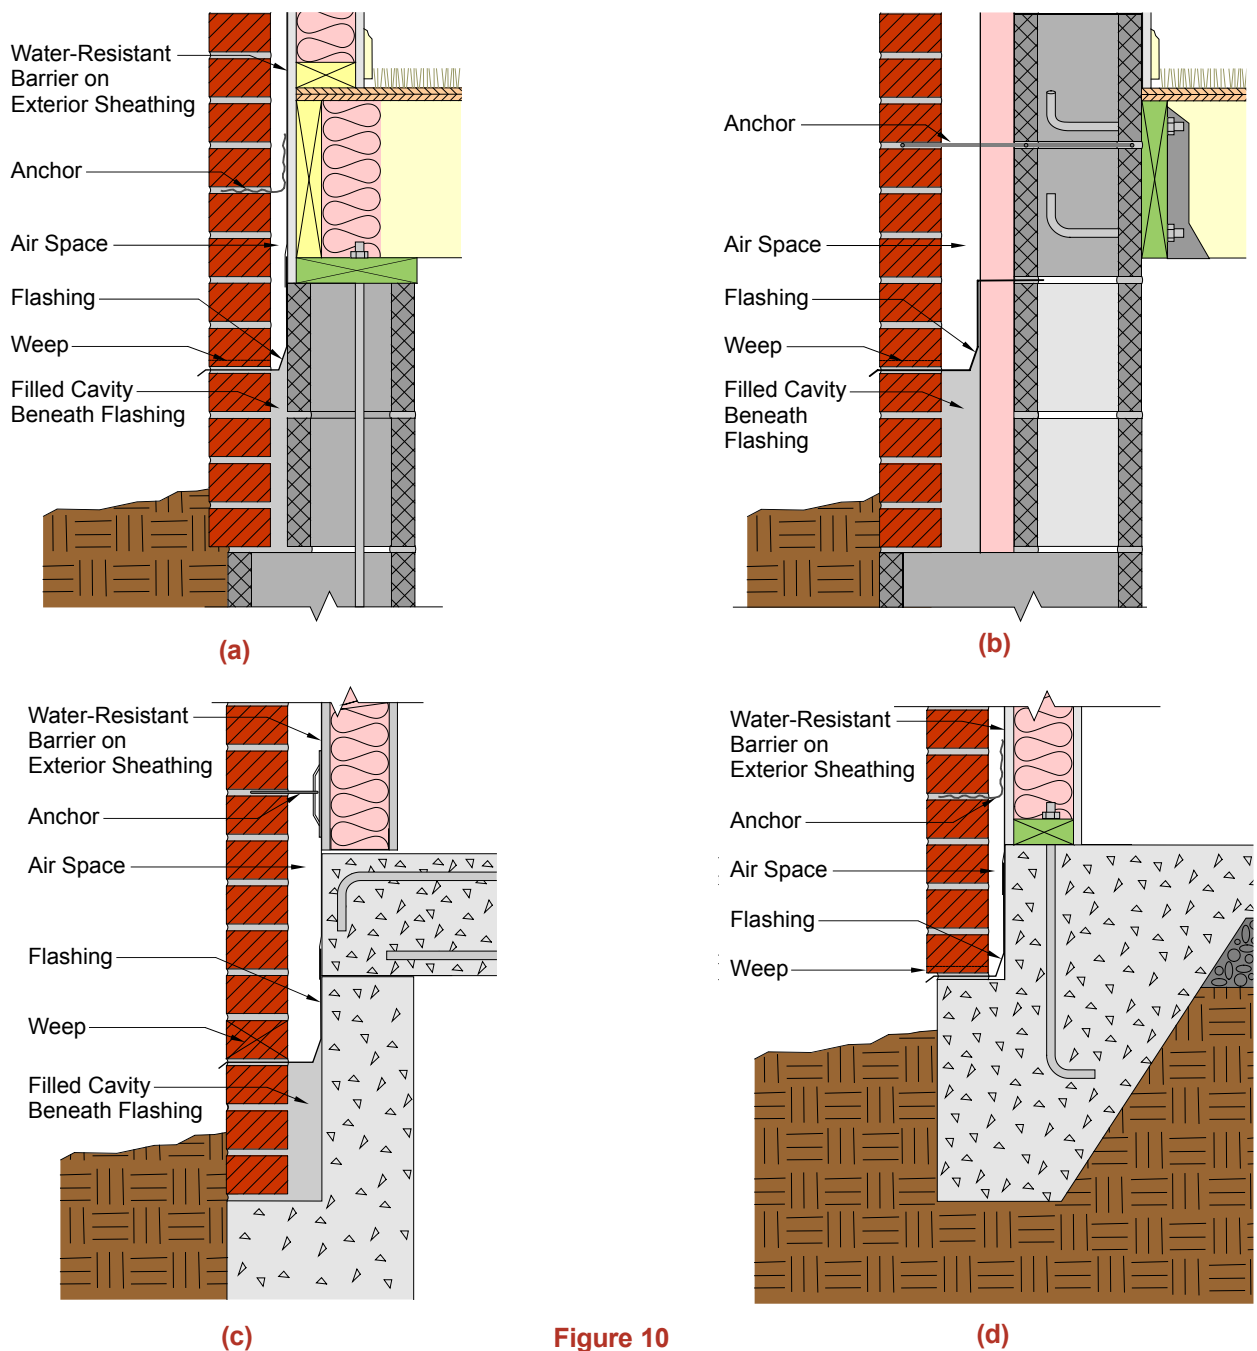 Water-Resistant
Barrier on
Exterior Sheathing
Anchor
Air Space
Flashing
Weep
Filled Cavity
Beneath Flashing
(a)
Anchor
Air Space
Flashing
Weep
Filled Cavity
Beneath
Flashing
(b)
Water-Resistant
Barrier on
Exterior Sheathing
Anchor
Air Space
Flashing
Weep
Filled Cavity
Beneath Flashing
(c)
Water-Resistant
Barrier on
Exterior Sheathing
Anchor
Air Space
Flashing
Weep
(d)
Figure 10